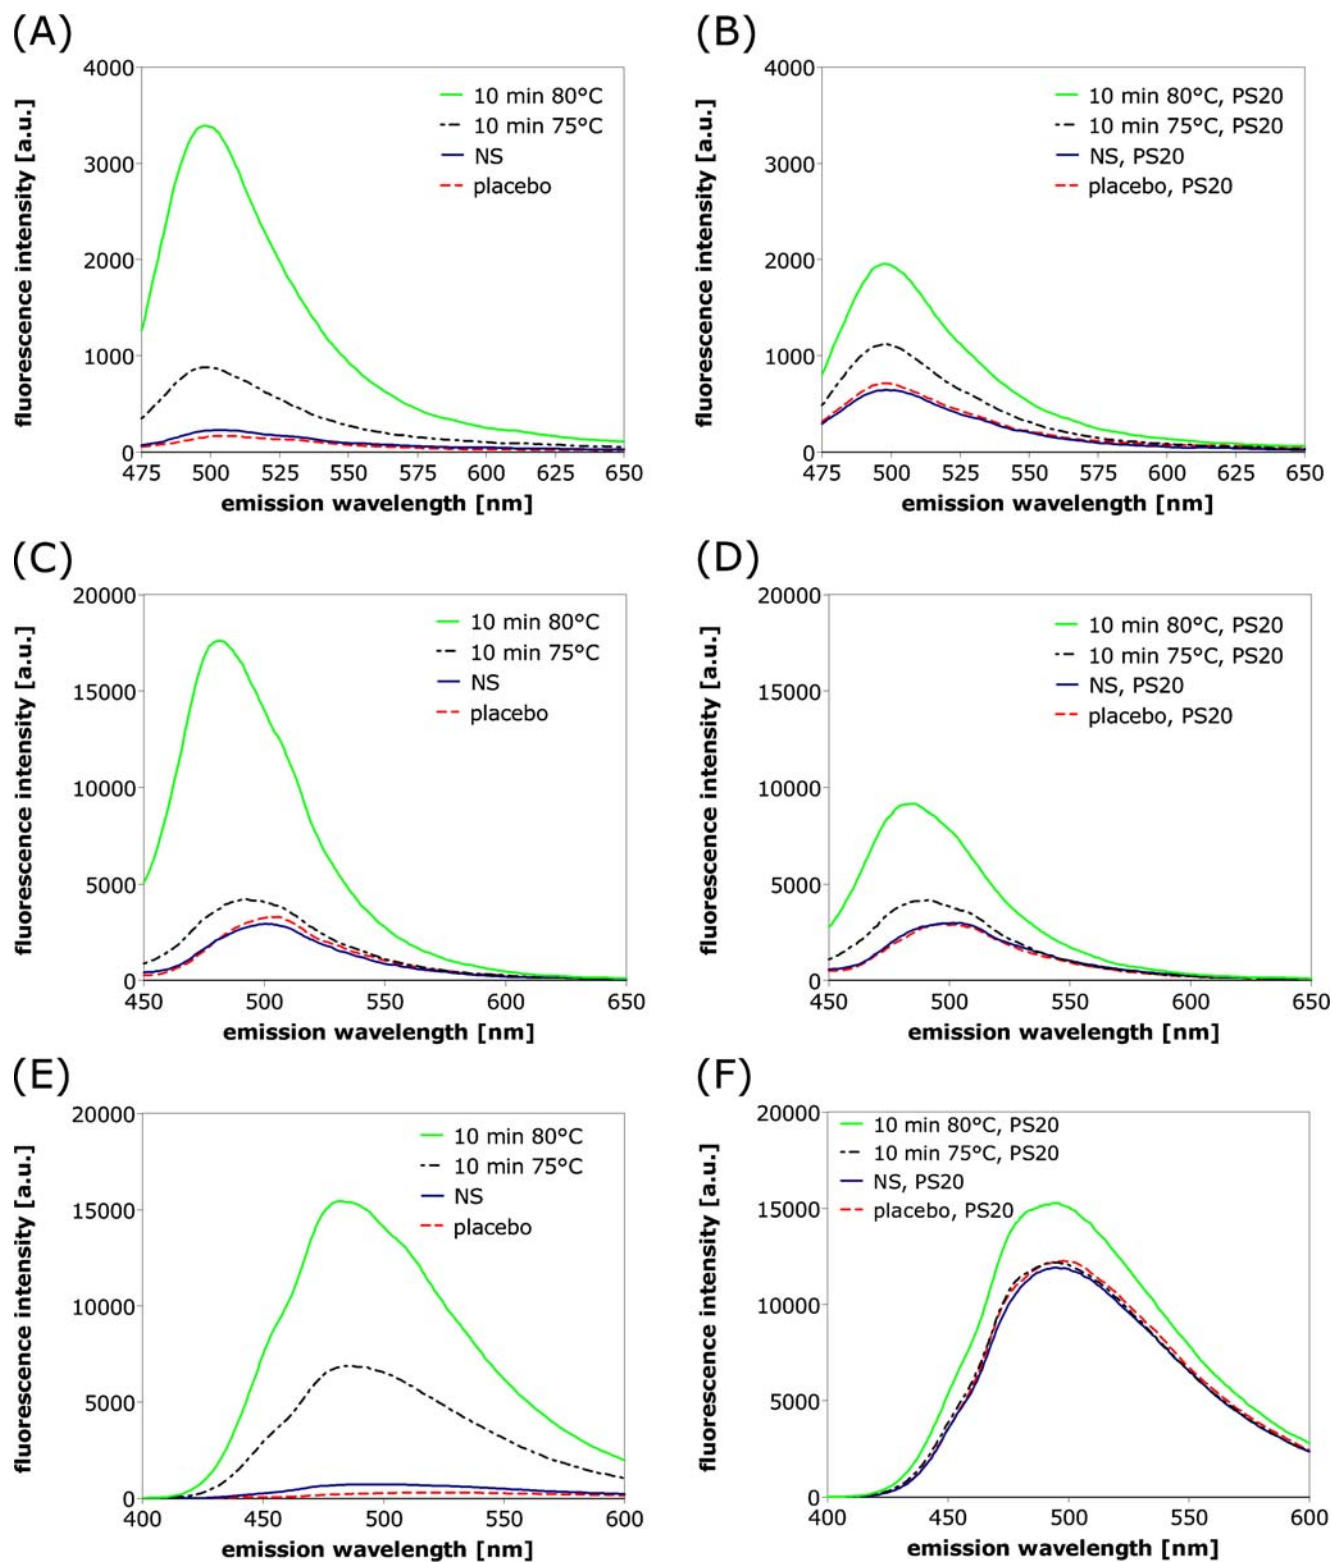 (A)
fluorescence intensity [a.u.]
4000
3000
2000
1000
0
10 min 80°C
10 min 75°C
NS
placebo
475 500 525 550 575 600 625 650
emission wavelength [nm]
(B)
fluorescence intensity [a.u.]
4000
3000
2000
1000
0
10 min 80°C, PS20
10 min 75°C, PS20
NS, PS20
placebo, PS20
475 500 525 550 575 600 625 650
emission wavelength [nm]
(C)
fluorescence intensity [a.u.]
20000
15000
10000
5000
0
10 min 80°C
10 min 75°C
NS
placebo
450 500 550 600 650
emission wavelength [nm]
(D)
fluorescence intensity [a.u.]
20000
15000
10000
5000
0
10 min 80°C, PS20
10 min 75°C, PS20
NS, PS20
placebo, PS20
450 500 550 600 650
emission wavelength [nm]
(E)
fluorescence intensity [a.u.]
20000
15000
10000
5000
0
10 min 80°C
10 min 75°C
NS
placebo
400 450 500 550 600
emission wavelength [nm]
(F)
fluorescence intensity [a.u.]
20000
15000
10000
5000
0
10 min 80°C, PS20
10 min 75°C, PS20
NS, PS20
placebo, PS20
400 450 500 550 600
emission wavelength [nm]